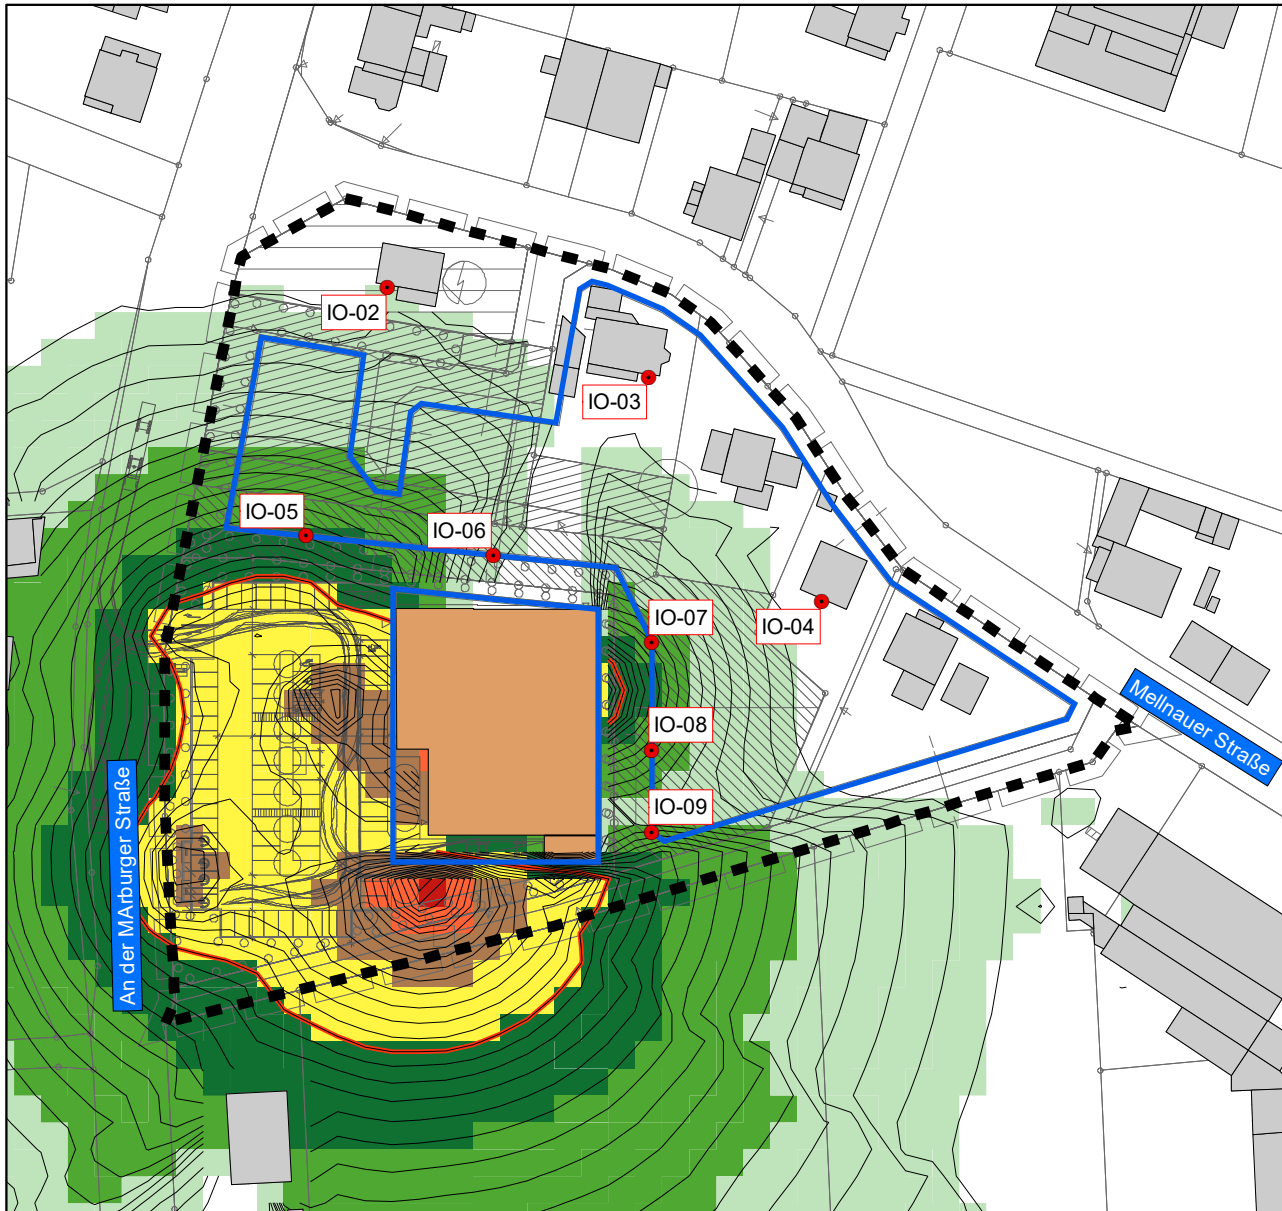 IO-02
IO-03
IO-05
IO-06
IO-04
IO-07
IO-08
IO-09
Mellnauer Straße
An der MArburger Straße